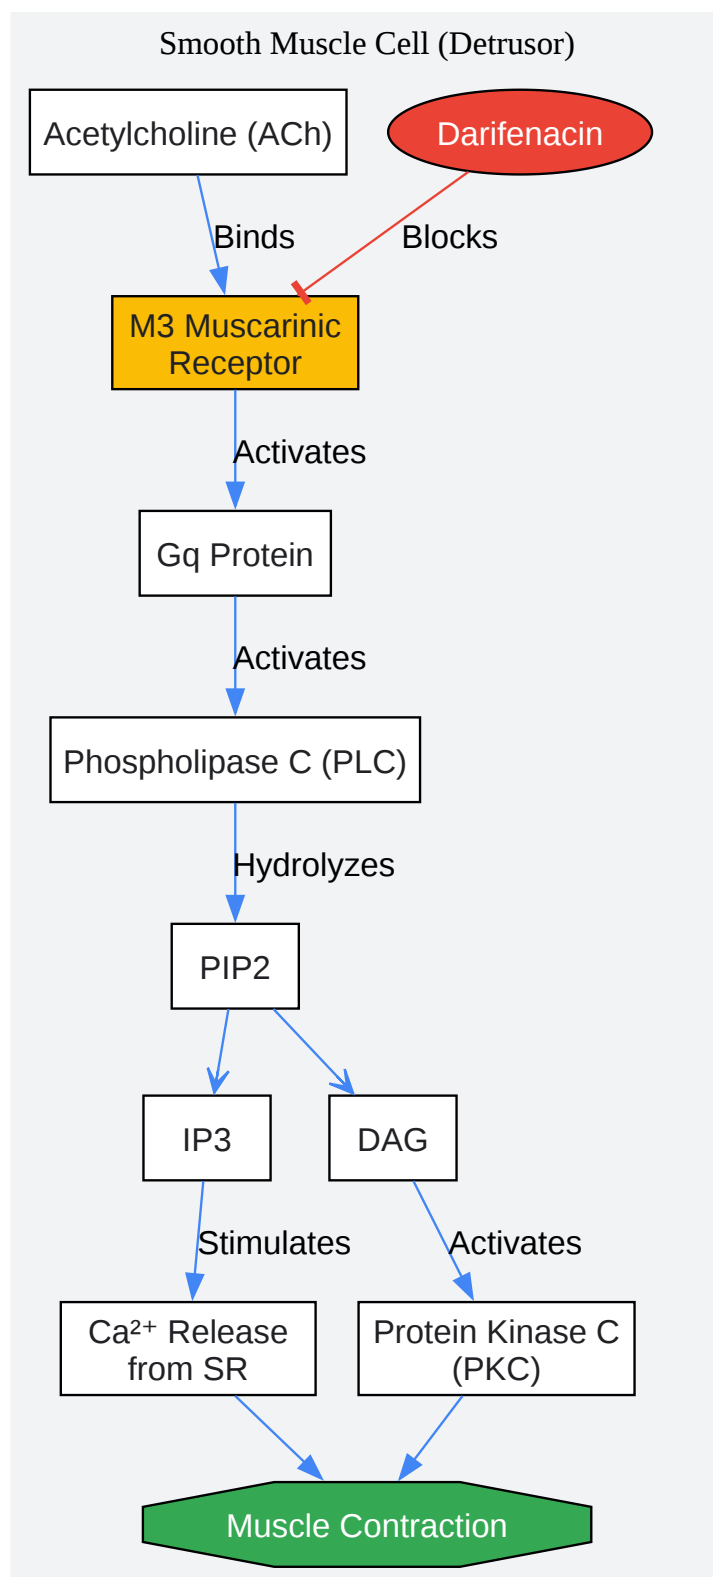 Smooth Muscle Cell (Detrusor)
Acetylcholine (ACh)
Darifenacin
Binds
Blocks
M3 Muscarinic
Receptor
Activates
Gq Protein
Activates
Phospholipase C (PLC)
Hydrolyzes
PIP2
IP3
DAG
Stimulates
Activates
Ca²⁺ Release
from SR
Protein Kinase C
(PKC)
Muscle Contraction